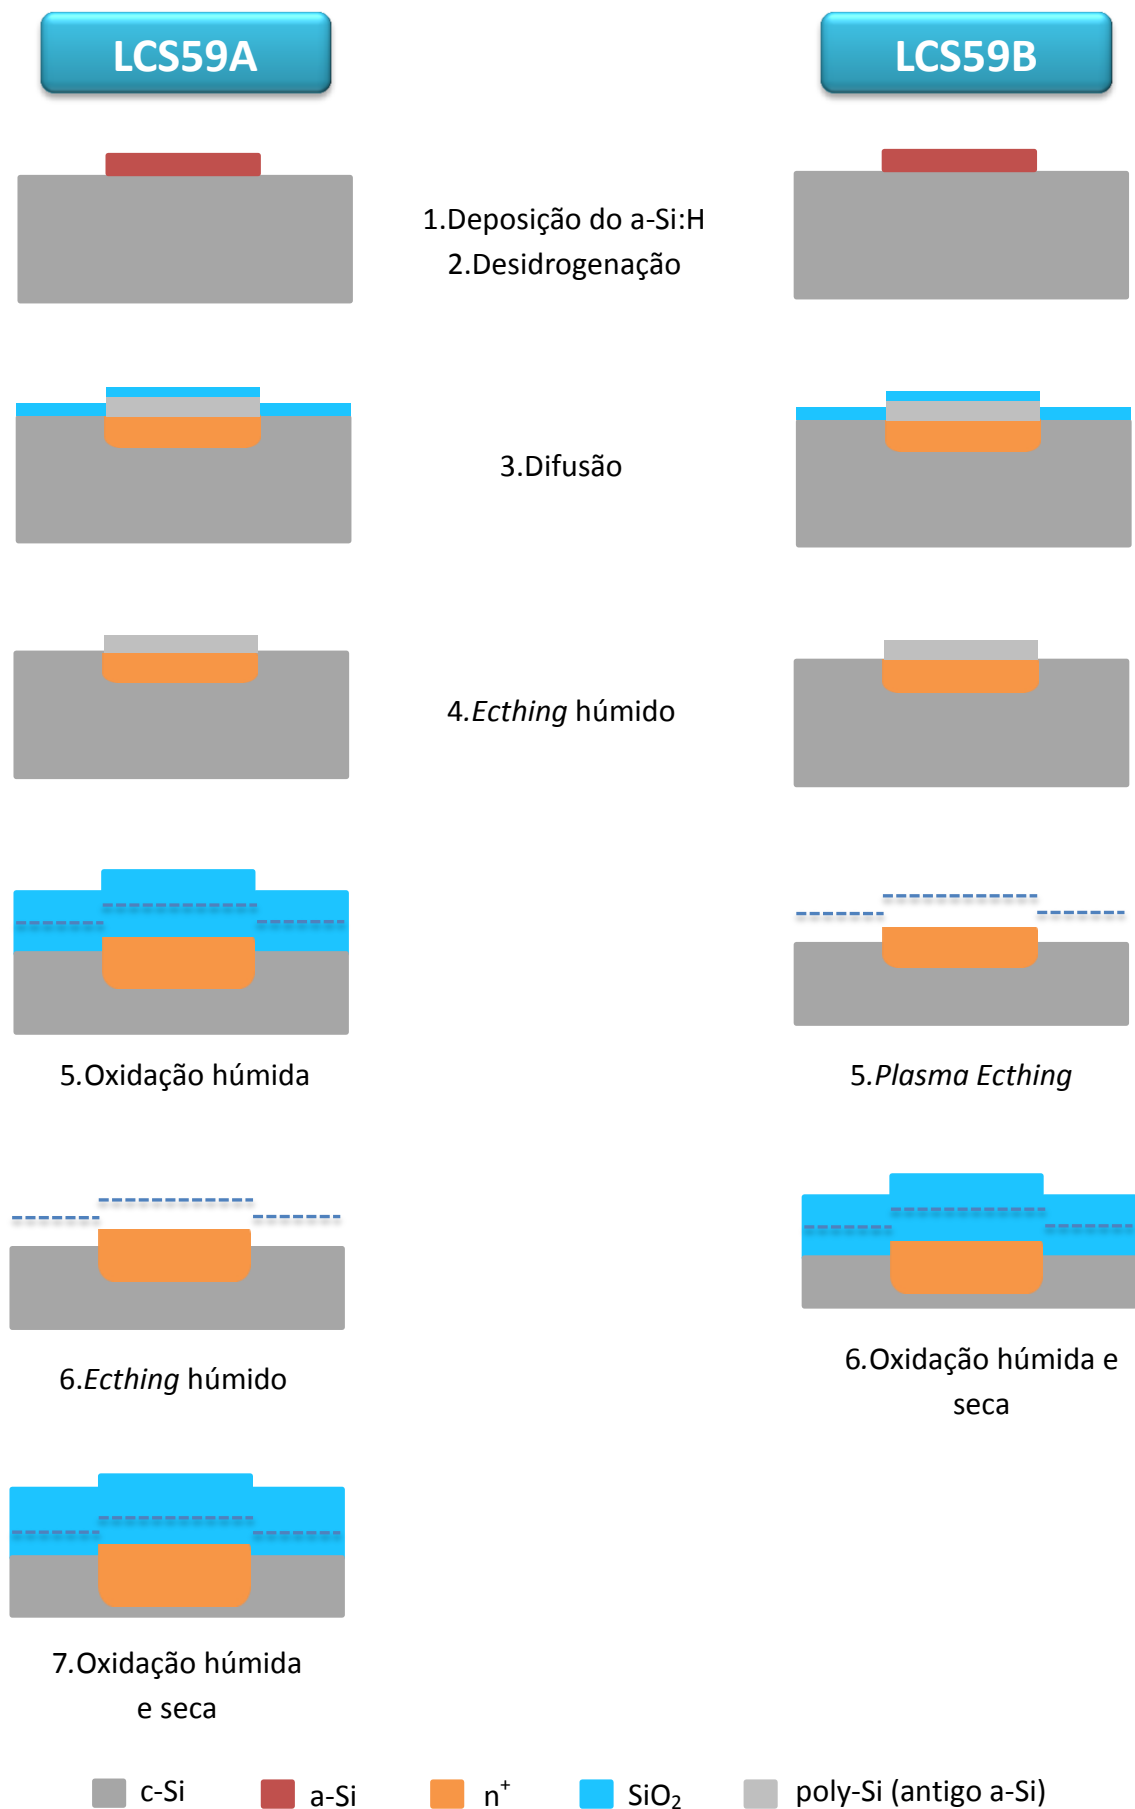 LCS59A
LCS59B
1.Deposição do a-Si:H
2.Desidrogenação
3.Difusão
4.Ecthing húmido
5.Oxidação húmida
5.Plasma Ecthing
6.Ecthing húmido
6.Oxidação húmida e
seca
7.Oxidação húmida
e seca
c-Si
a-Si
n⁺
SiO₂
poly-Si (antigo a-Si)